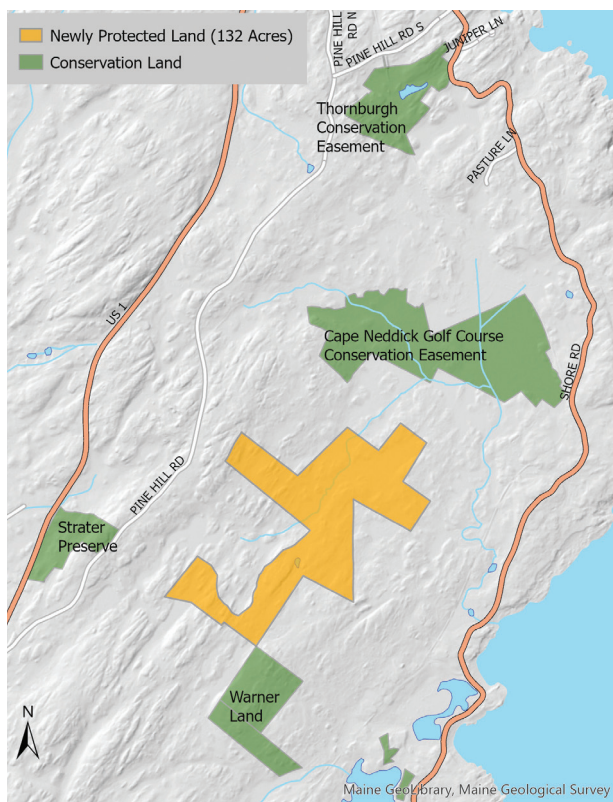 Newly Protected Land (132 Acres)
Conservation Land
PINE HILL
RD N
PINE HILL RD S
JUNIPER LN
Thornburgh
Conservation
Easement
PASTURE LN
US 1
Cape Neddick Golf Course
Conservation Easement
SHORE RD
PINE HILL RD
Strater
Preserve
Warner
Land
N
Maine GeoLibrary, Maine Geological Survey